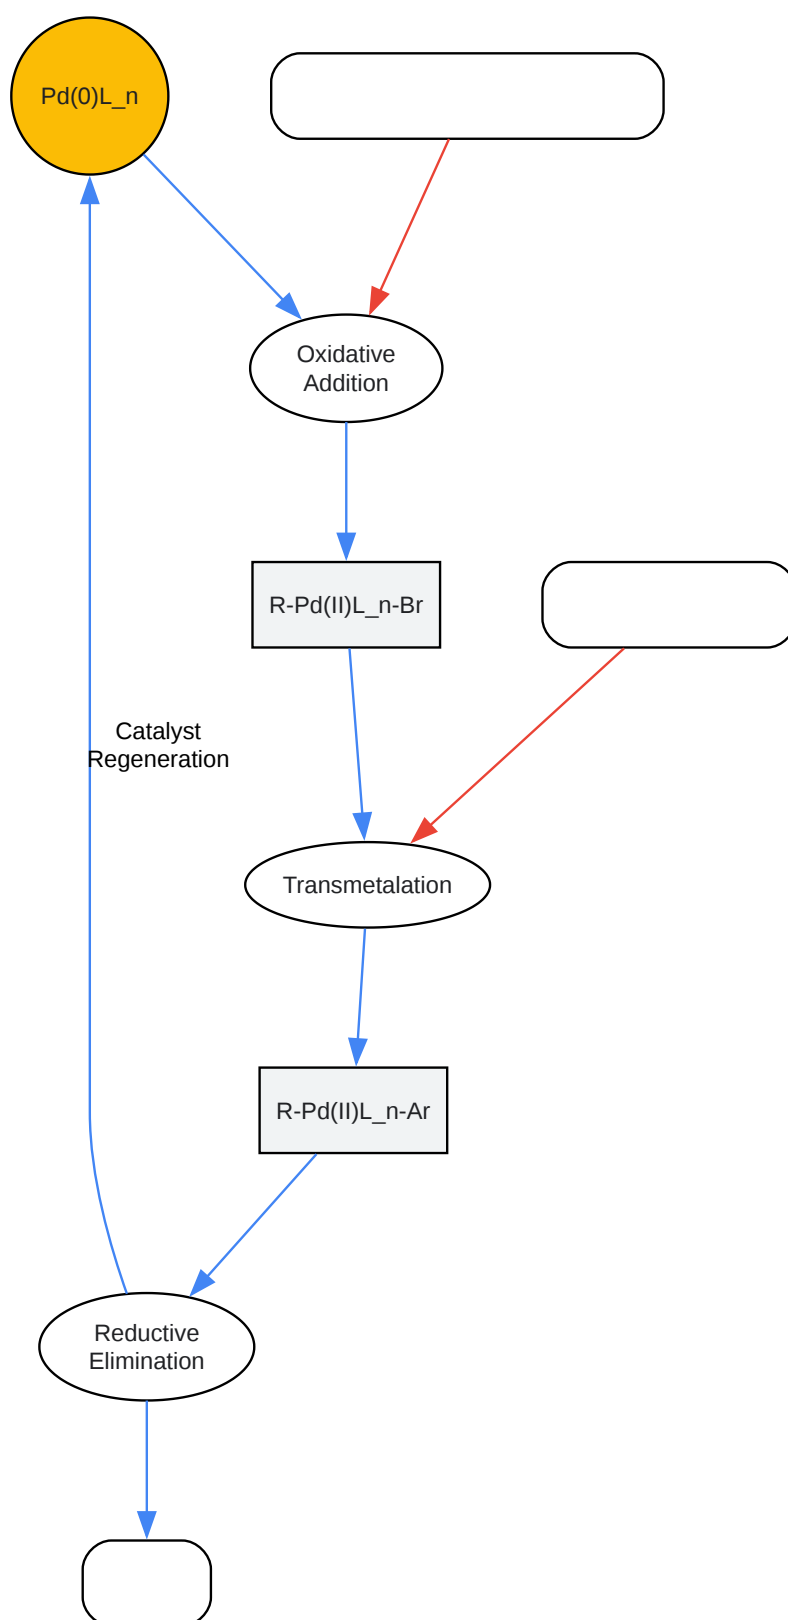 Pd(0)L_n
Oxidative
Addition
R-Pd(II)L_n-Br
Catalyst
Regeneration
Transmetalation
R-Pd(II)L_n-Ar
Reductive
Elimination